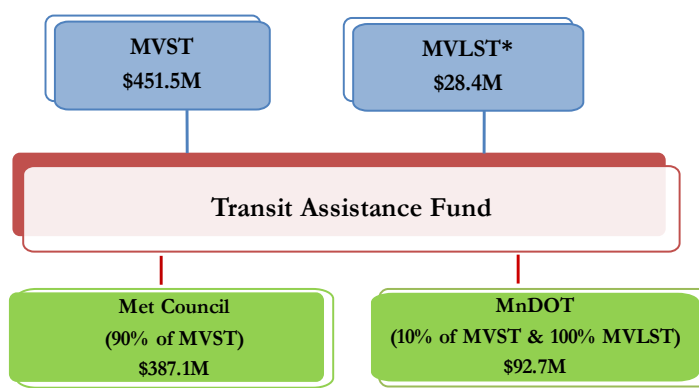 MVST
$451.5M
MVLST*
$28.4M
Transit Assistance Fund
Met Council
(90% of MVST)
$387.1M
MnDOT
(10% of MVST & 100% MVLST)
$92.7M